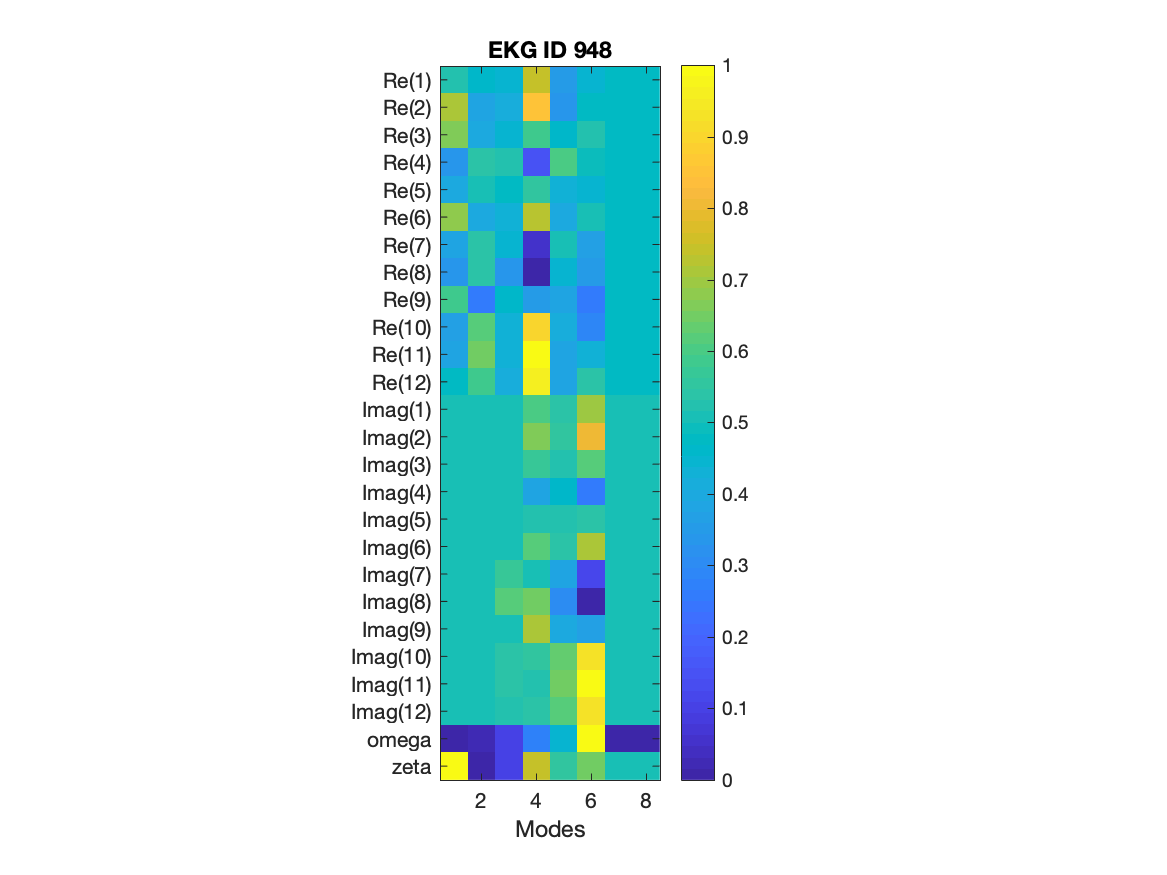 EKG ID 948
Re(1)
Re(2)
Re(3)
Re(4)
Re(5)
Re(6)
Re(7)
Re(8)
Re(9)
Re(10)
Re(11)
Re(12)
Imag(1)
Imag(2)
Imag(3)
Imag(4)
Imag(5)
Imag(6)
Imag(7)
Imag(8)
Imag(9)
Imag(10)
Imag(11)
Imag(12)
omega
zeta
2 4 6 8
Modes
1
0.9
0.8
0.7
0.6
0.5
0.4
0.3
0.2
0.1
0